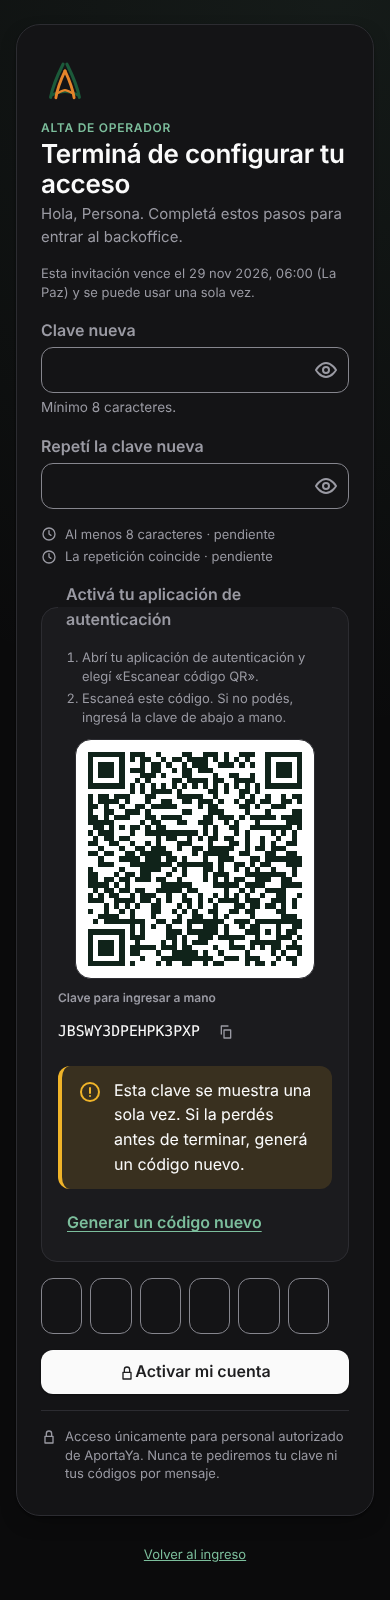 ALTA DE OPERADOR
Terminá de configurar tu
acceso
Hola, Persona. Completá estos pasos para
entrar al backoffice.
Esta invitación vence el 29 nov 2026, 06:00 (La
Paz) y se puede usar una sola vez.
Clave nueva
Mínimo 8 caracteres.
Repetí la clave nueva
Al menos 8 caracteres · pendiente
La repetición coincide · pendiente
Activá tu aplicación de
autenticación
1. Abrí tu aplicación de autenticación y
elegí «Escanear código QR».
2. Escaneá este código. Si no podés,
ingresá la clave de abajo a mano.
Clave para ingresar a mano
JBSWY3DPEHPK3PXP
Esta clave se muestra una
sola vez. Si la perdés
antes de terminar, generá
un código nuevo.
Generar un código nuevo
Activar mi cuenta
Acceso únicamente para personal autorizado
de AportaYa. Nunca te pediremos tu clave ni
tus códigos por mensaje.
Volver al ingreso